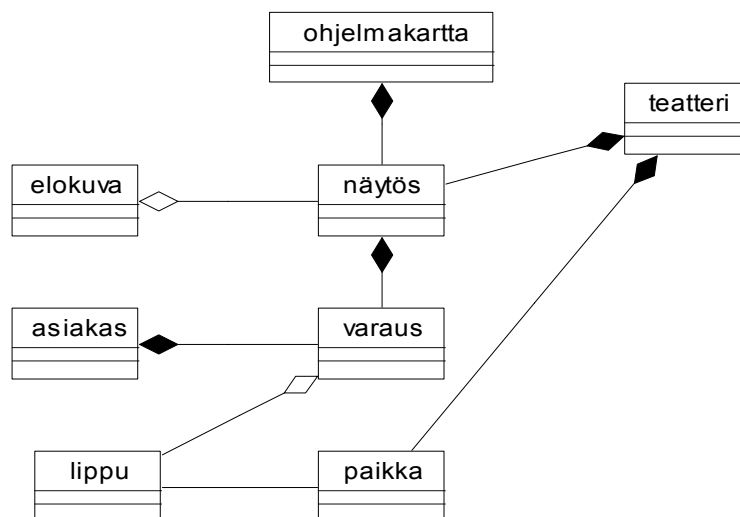 ohjelmakartta
teatteri
elokuva
näytös
asiakas
varaus
lippu
paikka